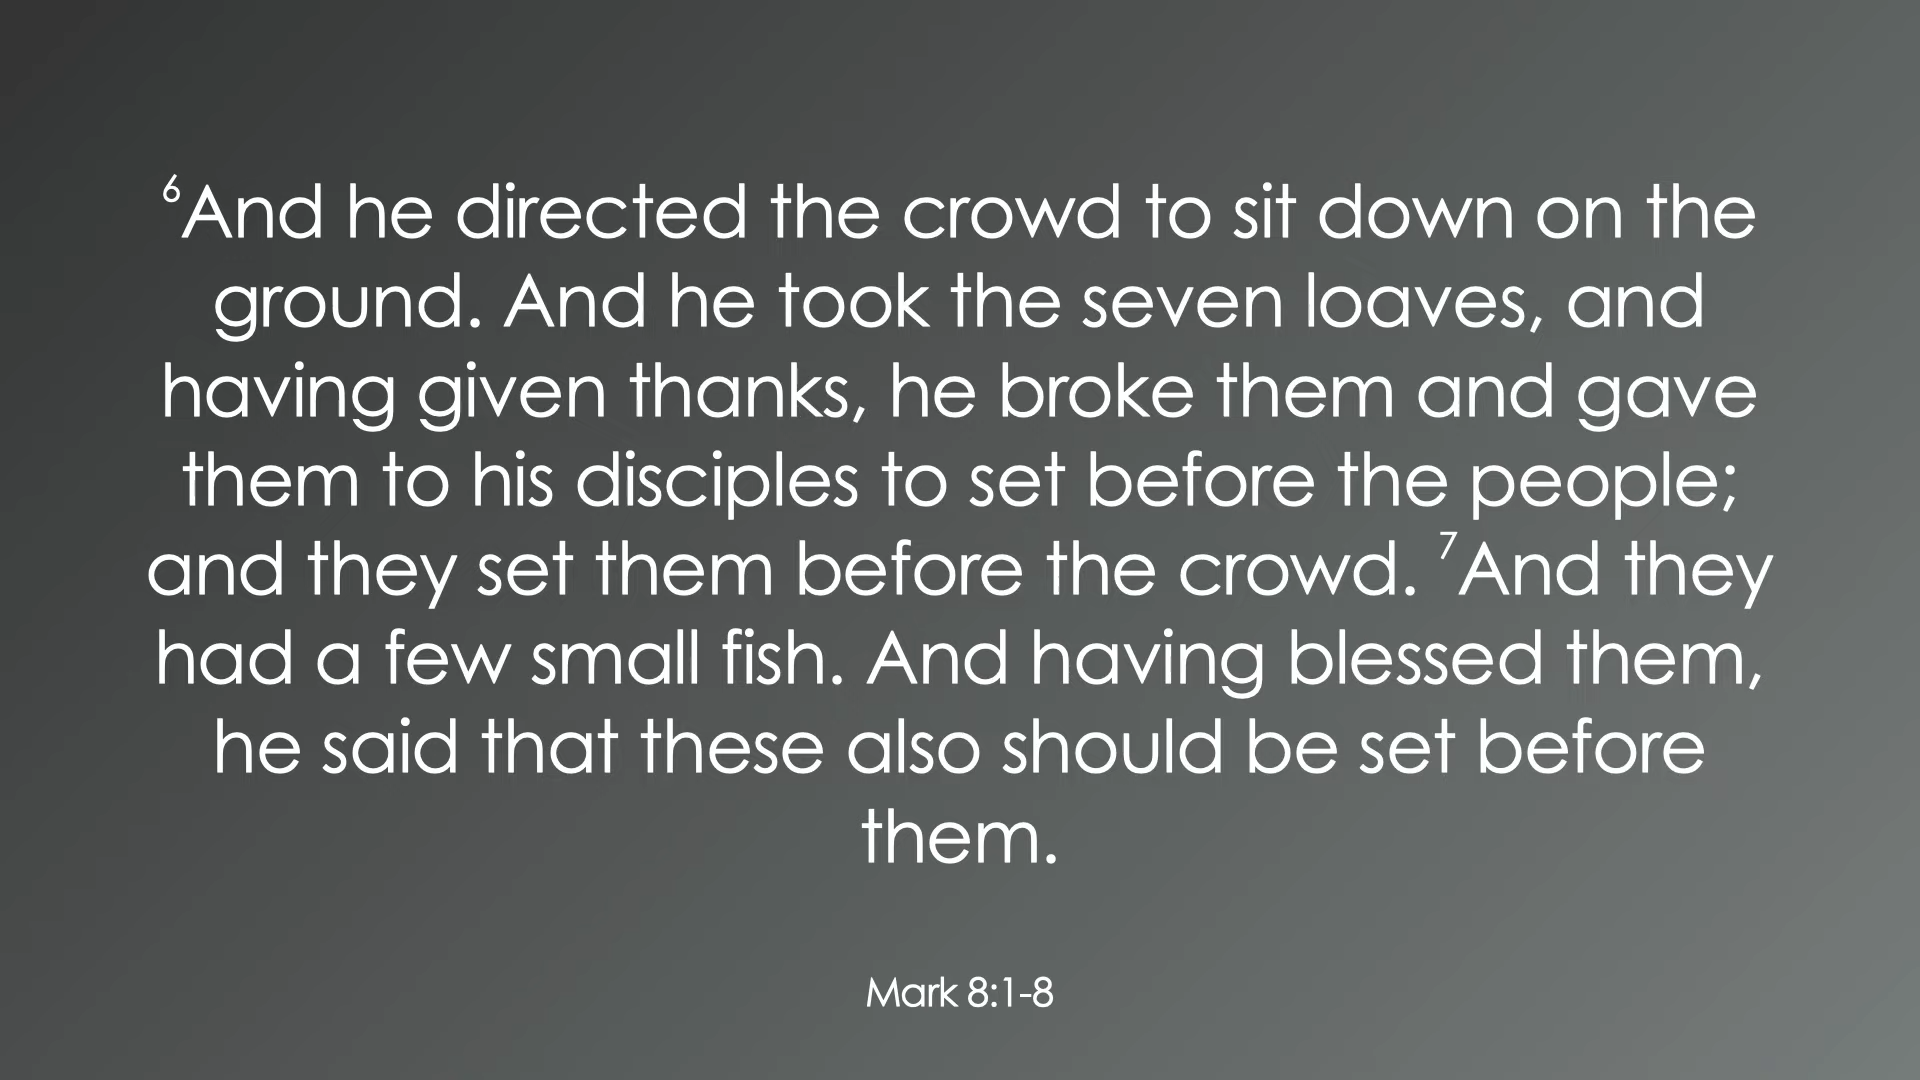 ⁶And he directed the crowd to sit down on the
ground. And he took the seven loaves, and
having given thanks, he broke them and gave
them to his disciples to set before the people;
and they set them before the crowd. ⁷And they
had a few small fish. And having blessed them,
he said that these also should be set before
them.
Mark 8:1-8